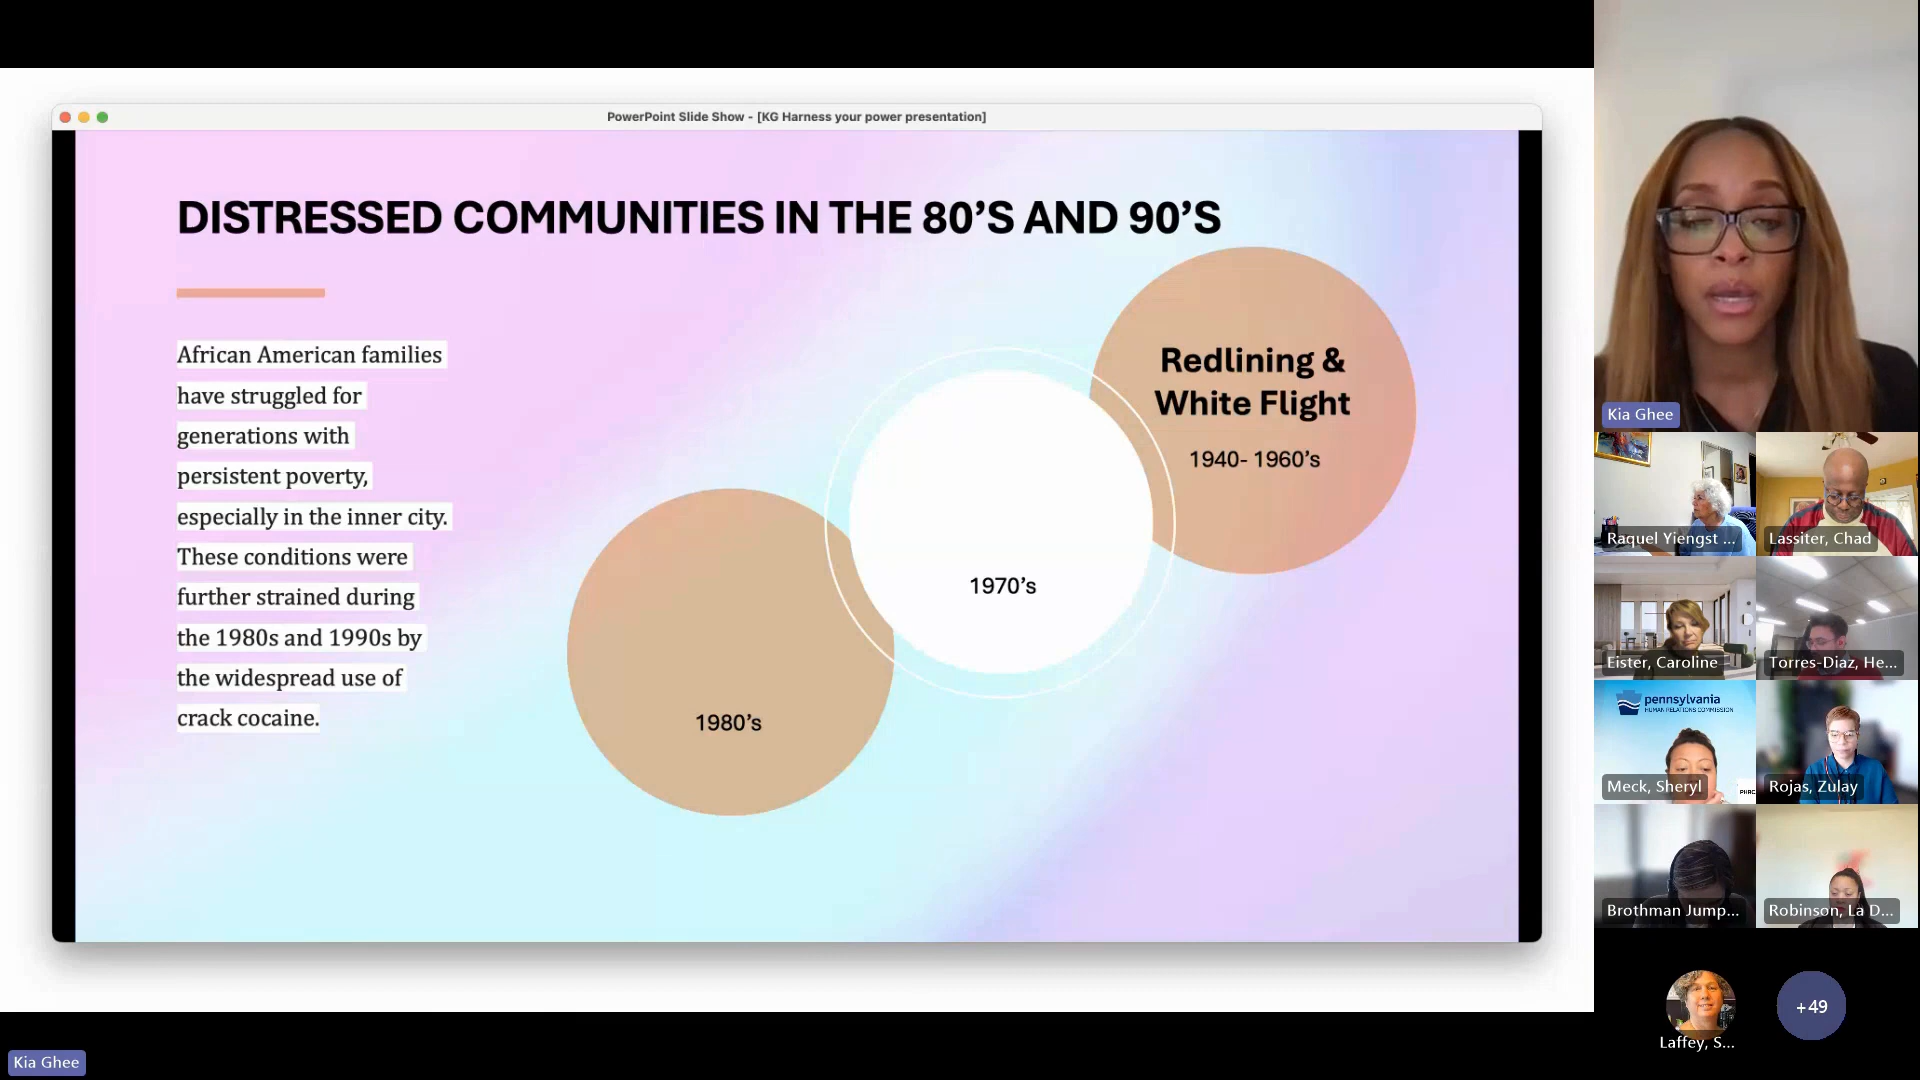 PowerPoint Slide Show - [KG Harness your power presentation]
DISTRESSED COMMUNITIES IN THE 80’S AND 90’S
African American families
have struggled for
generations with
persistent poverty,
especially in the inner city.
These conditions were
further strained during
the 1980s and 1990s by
the widespread use of
crack cocaine.
Redlining &
White Flight
1940- 1960’s
1970’s
1980’s
Kia Ghee
Raquel Yiengst ...
Lassiter, Chad
Eister, Caroline
Torres-Diaz, He...
pennsylvania
HUMAN RELATIONS COMMISSION
PHRC
Meck, Sheryl
Rojas, Zulay
Brothman Jump...
Robinson, La D...
Laffey, S...
+49
Kia Ghee